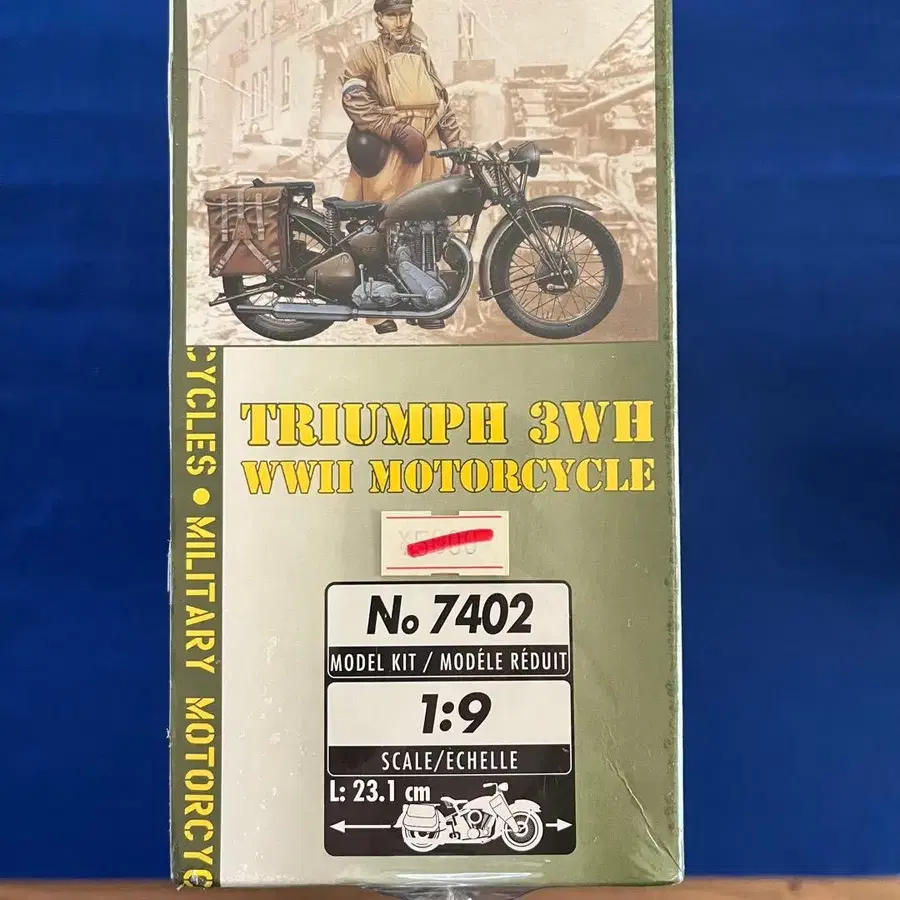 TRIUMPH 3WH
WWII MOTORCYCLE
¥5800
No 7402
MODEL KIT / MODÉLE RÉDUIT
1:9
SCALE/ECHELLE
L: 23.1 cm
CYCLES • MILITARY MOTORCYC